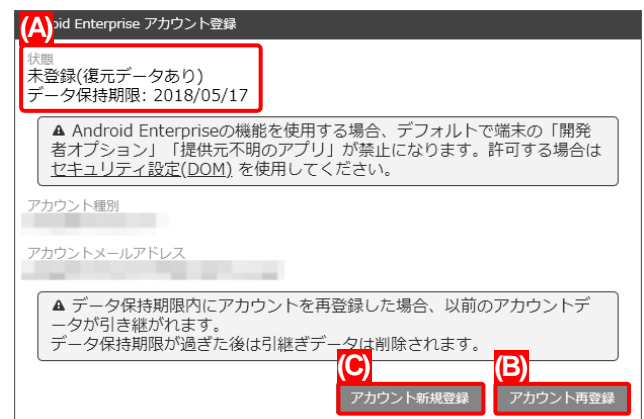 (A)
oid Enterprise アカウント登録
状態
未登録(復元データあり)
データ保持期限: 2018/05/17
▲ Android Enterpriseの機能を使用する場合、デフォルトで端末の「開発
者オプション」「提供元不明のアプリ」が禁止になります。許可する場合は
セキュリティ設定(DOM) を使用してください。
アカウント種別
アカウントメールアドレス
▲ データ保持期限内にアカウントを再登録した場合、以前のアカウントデ
ータが引き継がれます。
データ保持期限が過ぎた後は引継ぎデータは削除されます。
(C) (B)
アカウント新規登録 アカウント再登録